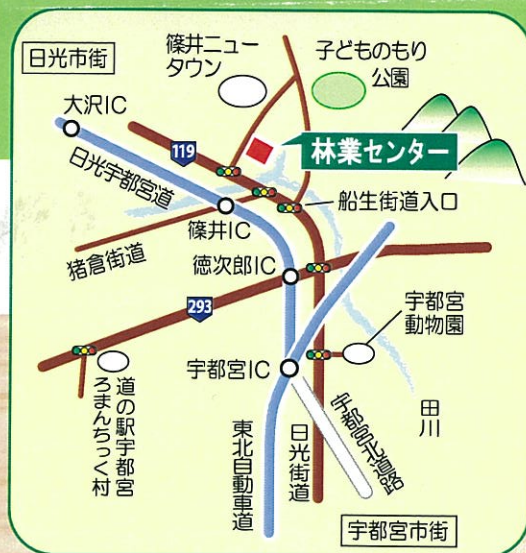 日光市街
篠井ニュー
タウン
子どものもり
公園
大沢IC
119
林業センター
日光宇都宮道
船生街道入口
篠井IC
猪倉街道
徳次郎IC
293
宇都宮
動物園
宇都宮IC
道の駅宇都宮
ろまんちっく村
東北自動車道
日光街道
宇都宮北道路
田川
宇都宮市街